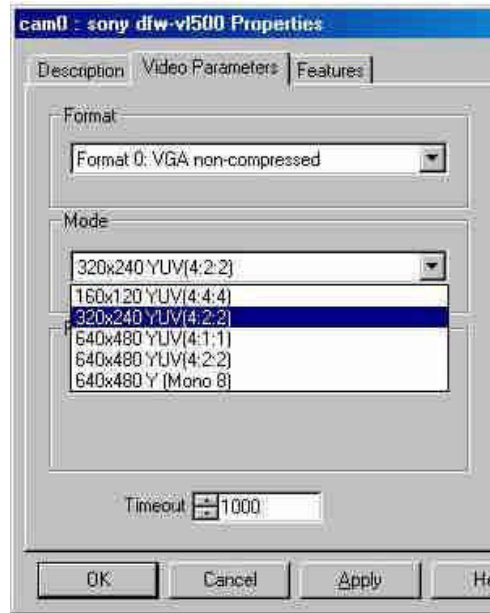 cam0 : sony dfw-vl500 Properties
Description Video Parameters Features
Format
Format 0: VGA non-compressed
Mode
320x240 YUV(4:2:2)
160x120 YUV(4:4:4)
320x240 YUV(4:2:2)
640x480 YUV(4:1:1)
640x480 YUV(4:2:2)
640x480 Y (Mono 8)
Timeout 1000
OK Cancel Apply